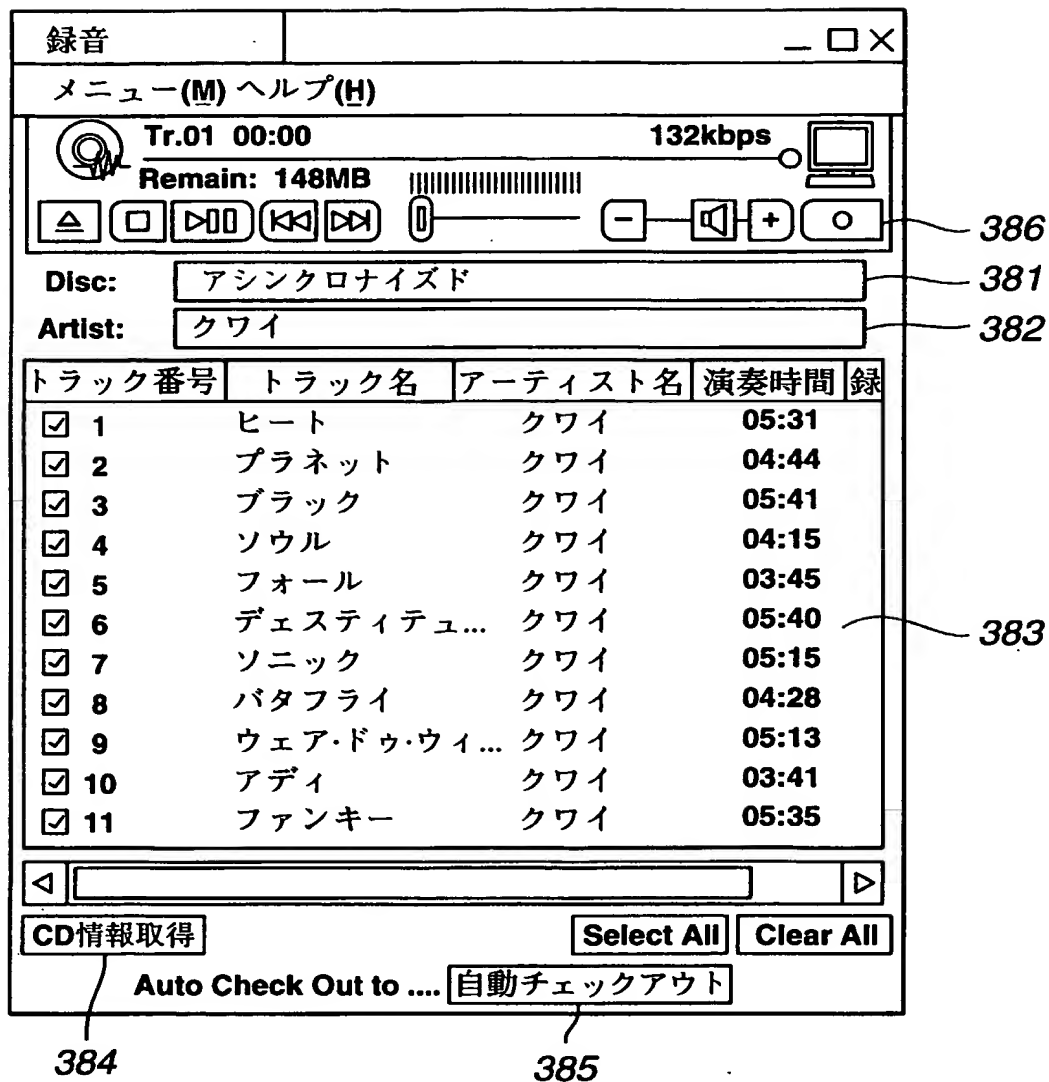 録音
メニュー(M) ヘルプ(H)
Tr.01 00:00 132kbps
Remain: 148MB
386
Disc: アシンクロナイズド 381
Artist: クワイ 382
トラック番号 トラック名 アーティスト名 演奏時間 録
1 ヒート クワイ 05:31
2 プラネット クワイ 04:44
3 ブラック クワイ 05:41
4 ソウル クワイ 04:15
5 フォール クワイ 03:45
6 デェスティテュ... クワイ 05:40 383
7 ソニック クワイ 05:15
8 バタフライ クワイ 04:28
9 ウェア·ドゥ·ウィ... クワイ 05:13
10 アディ クワイ 03:41
11 ファンキー クワイ 05:35
CD情報取得 Select All Clear All
Auto Check Out to .... 自動チェックアウト
384 385